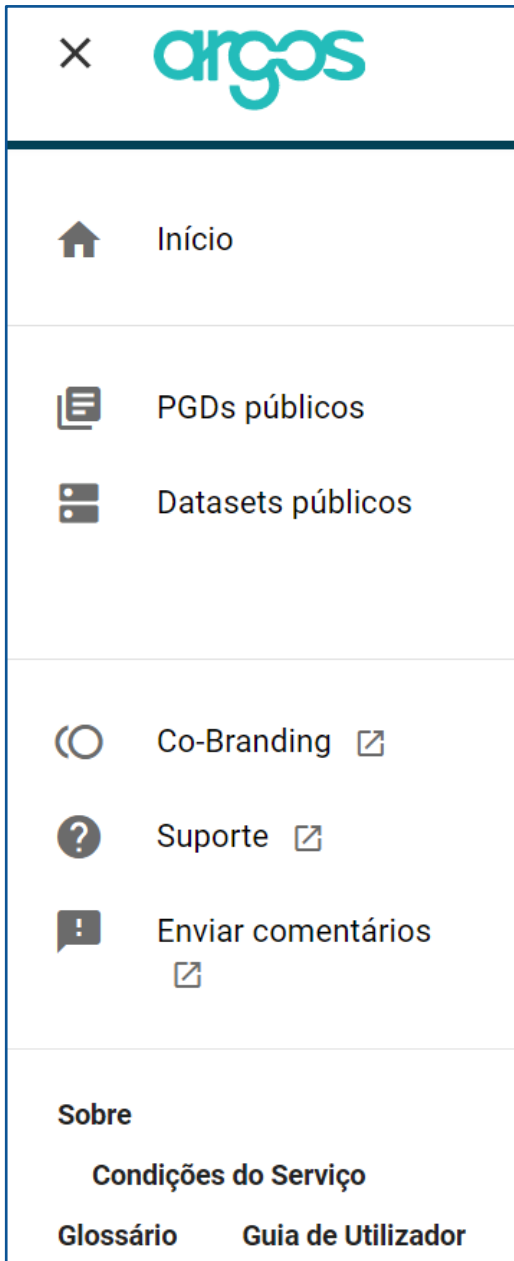 argos
Início
PGDs públicos
Datasets públicos
Co-Branding
Suporte
Enviar comentários
Sobre
Condições do Serviço
Glossário Guia de Utilizador